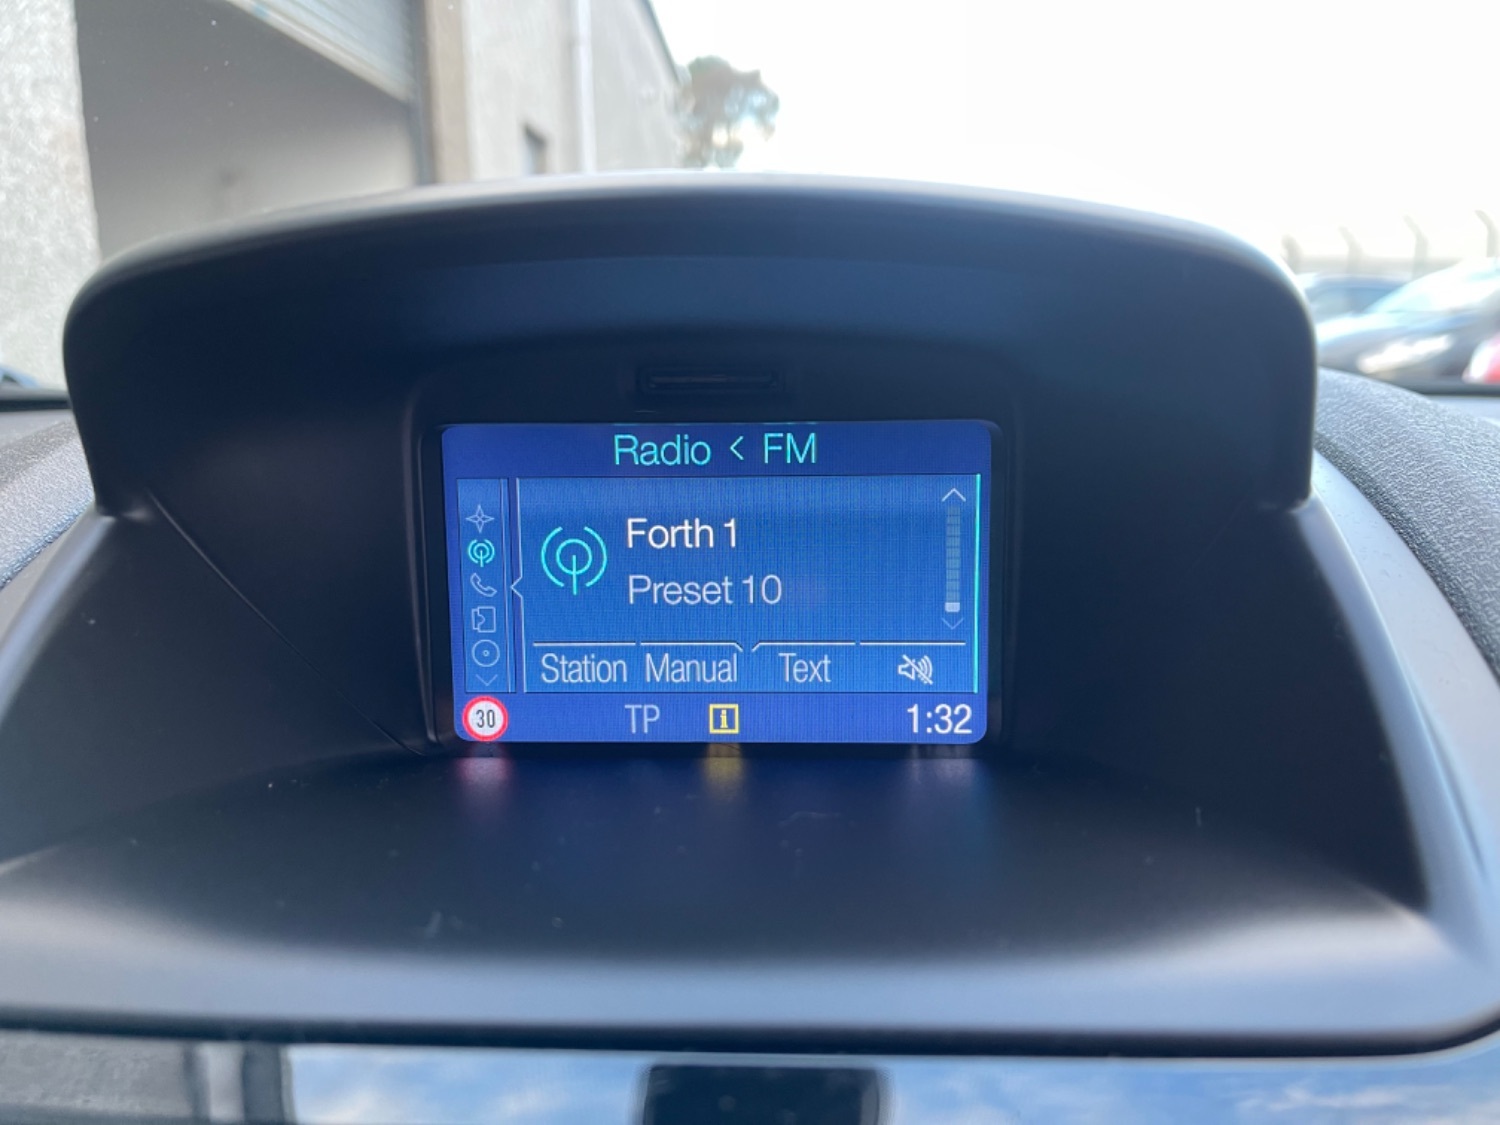 Radio < FM
Forth 1
Preset 10
Station Manual Text
30 TP i 1:32